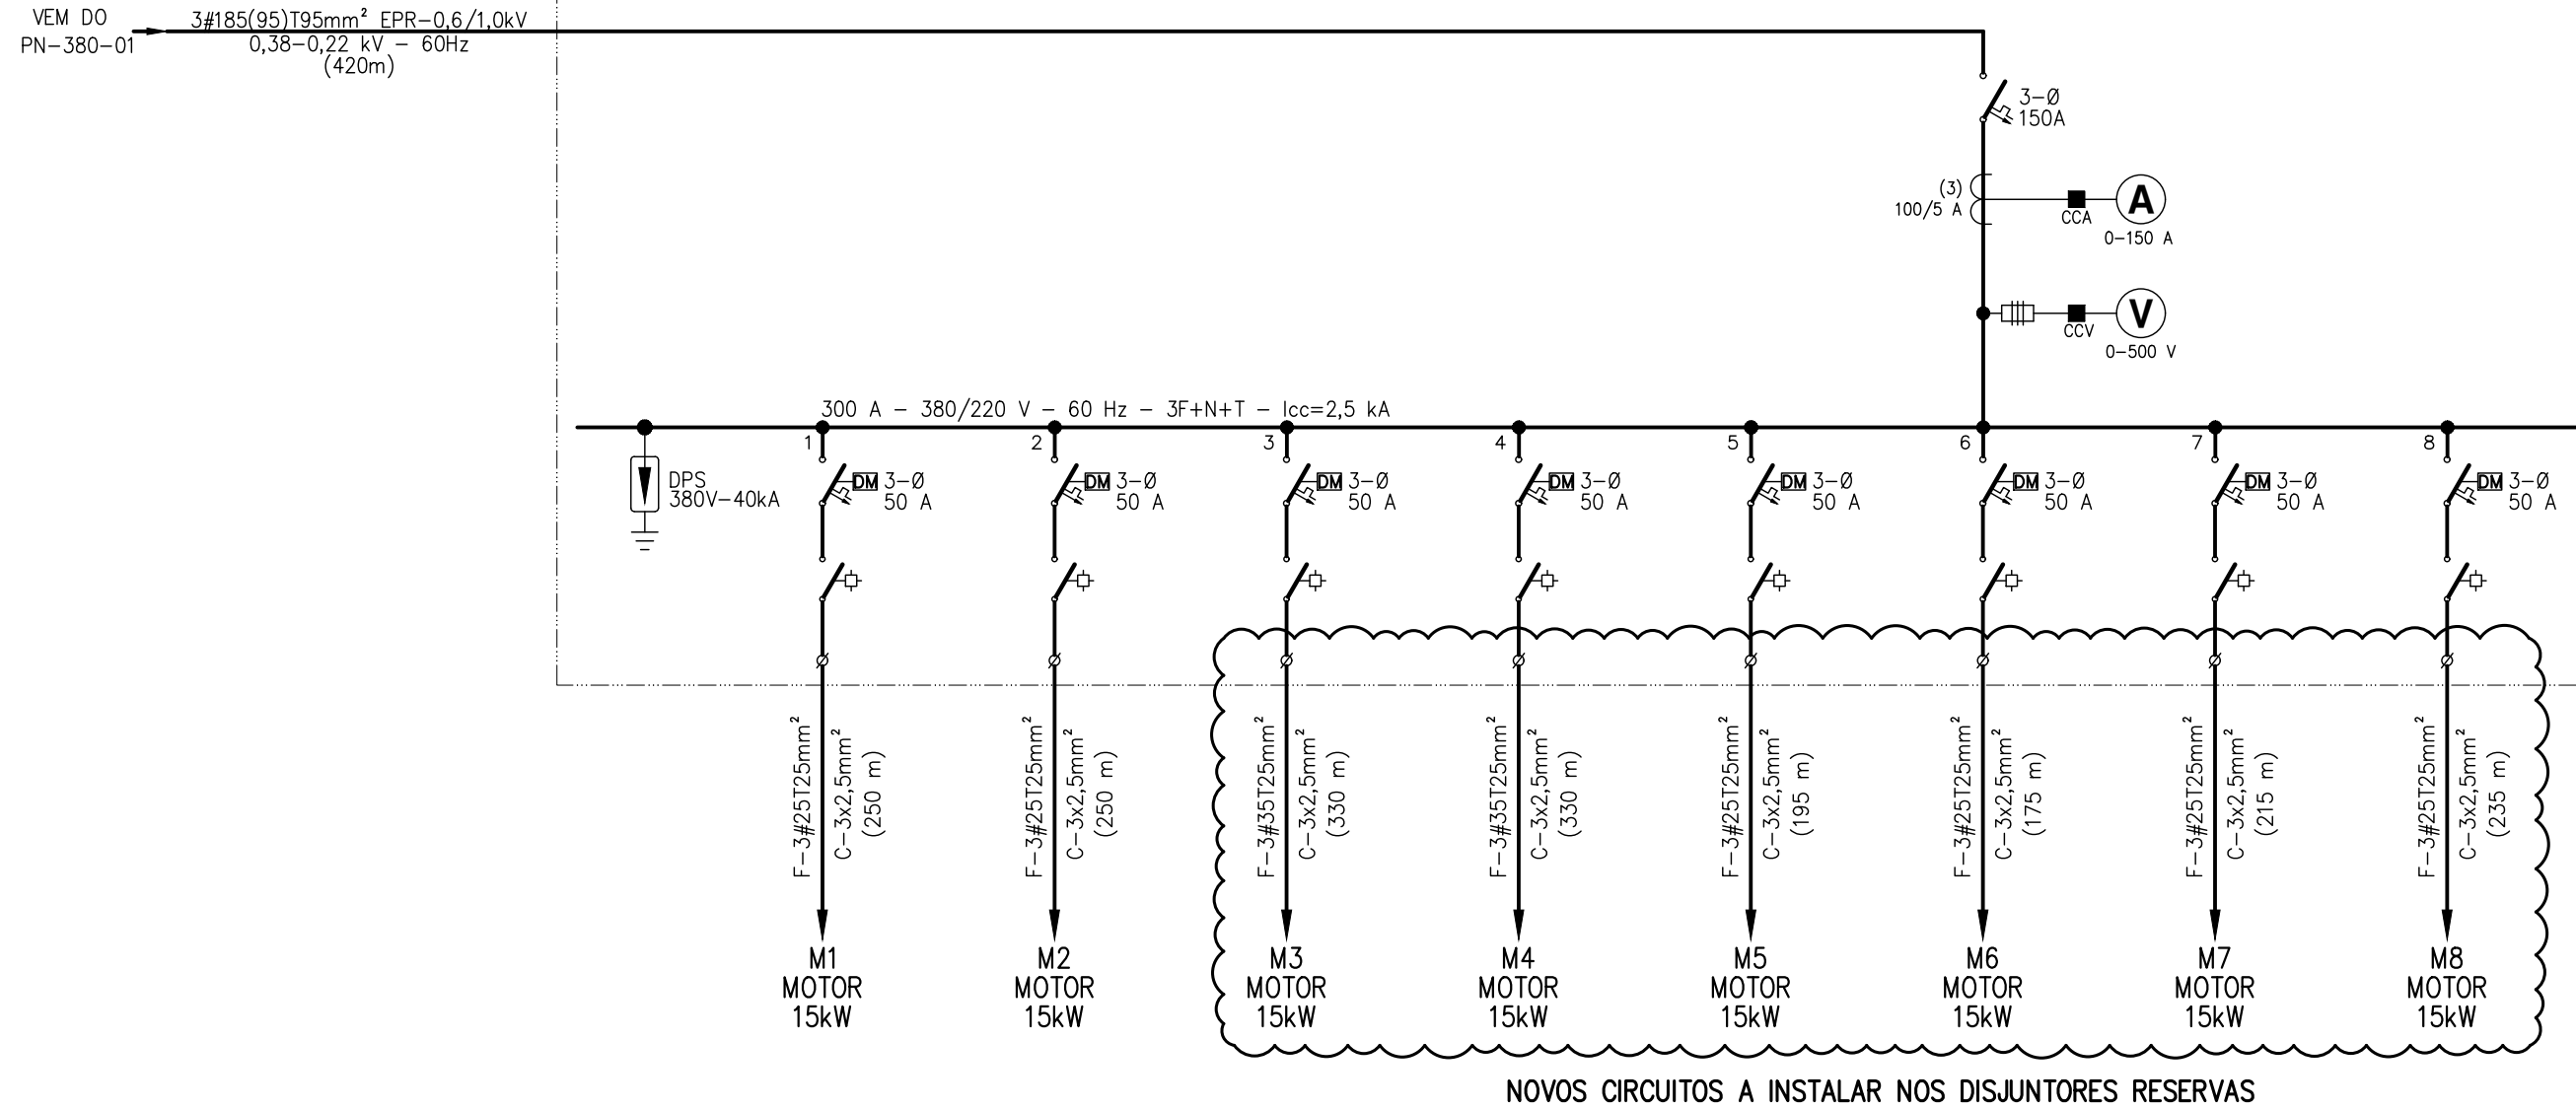 VEM DO
PN-380-01
3#185(95)T95mm² EPR-0,6/1,0kV
0,38-0,22 kV - 60Hz
(420m)
3-Ø
150A
(3)
100/5 A
CCA
A
0-150 A
CCV
V
0-500 V
300 A - 380/220 V - 60 Hz - 3F+N+T - Icc=2,5 kA
DPS
380V-40kA
1
DM 3-Ø
50 A
2
DM 3-Ø
50 A
3
DM 3-Ø
50 A
4
DM 3-Ø
50 A
5
DM 3-Ø
50 A
6
DM 3-Ø
50 A
7
DM 3-Ø
50 A
8
DM 3-Ø
50 A
F-3#25T25mm²
C-3x2,5mm²
(250 m)
F-3#25T25mm²
C-3x2,5mm²
(250 m)
F-3#35T25mm²
C-3x2,5mm²
(330 m)
F-3#35T25mm²
C-3x2,5mm²
(330 m)
F-3#25T25mm²
C-3x2,5mm²
(195 m)
F-3#25T25mm²
C-3x2,5mm²
(175 m)
F-3#25T25mm²
C-3x2,5mm²
(215 m)
F-3#25T25mm²
C-3x2,5mm²
(235 m)
M1
MOTOR
15kW
M2
MOTOR
15kW
M3
MOTOR
15kW
M4
MOTOR
15kW
M5
MOTOR
15kW
M6
MOTOR
15kW
M7
MOTOR
15kW
M8
MOTOR
15kW
NOVOS CIRCUITOS A INSTALAR NOS DISJUNTORES RESERVAS